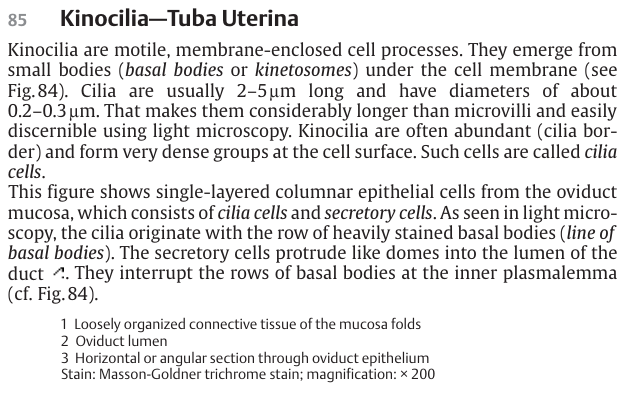 85 Kinocilia—Tuba Uterina
Kinocilia are motile, membrane-enclosed cell processes. They emerge from
small bodies (basal bodies or kinetosomes) under the cell membrane (see
Fig. 84). Cilia are usually 2–5 µm long and have diameters of about
0.2–0.3 µm. That makes them considerably longer than microvilli and easily
discernible using light microscopy. Kinocilia are often abundant (cilia bor-
der) and form very dense groups at the cell surface. Such cells are called cilia
cells.
This figure shows single-layered columnar epithelial cells from the oviduct
mucosa, which consists of cilia cells and secretory cells. As seen in light micro-
scopy, the cilia originate with the row of heavily stained basal bodies (line of
basal bodies). The secretory cells protrude like domes into the lumen of the
duct ↗. They interrupt the rows of basal bodies at the inner plasmalemma
(cf. Fig. 84).
1 Loosely organized connective tissue of the mucosa folds
2 Oviduct lumen
3 Horizontal or angular section through oviduct epithelium
Stain: Masson-Goldner trichrome stain; magnification: × 200